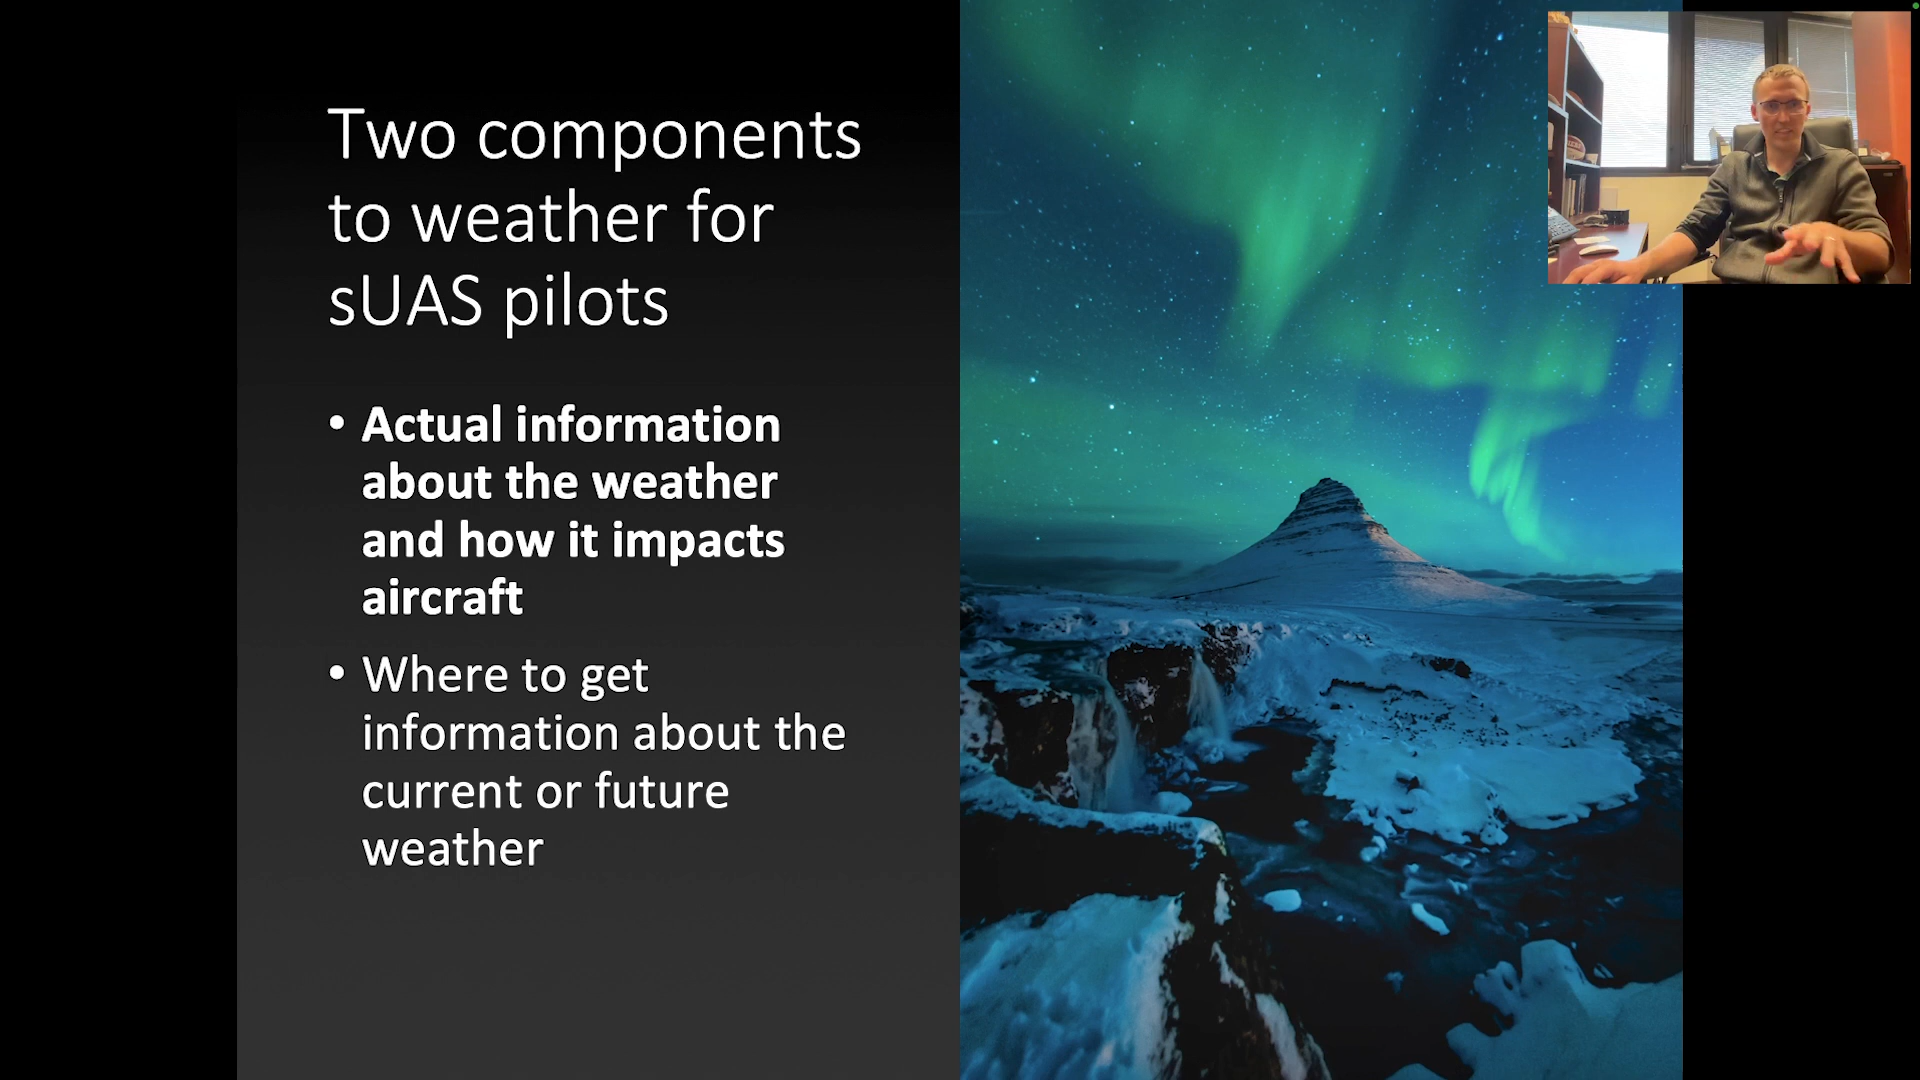 Two components
to weather for
sUAS pilots
• Actual information
about the weather
and how it impacts
aircraft
• Where to get
information about the
current or future
weather